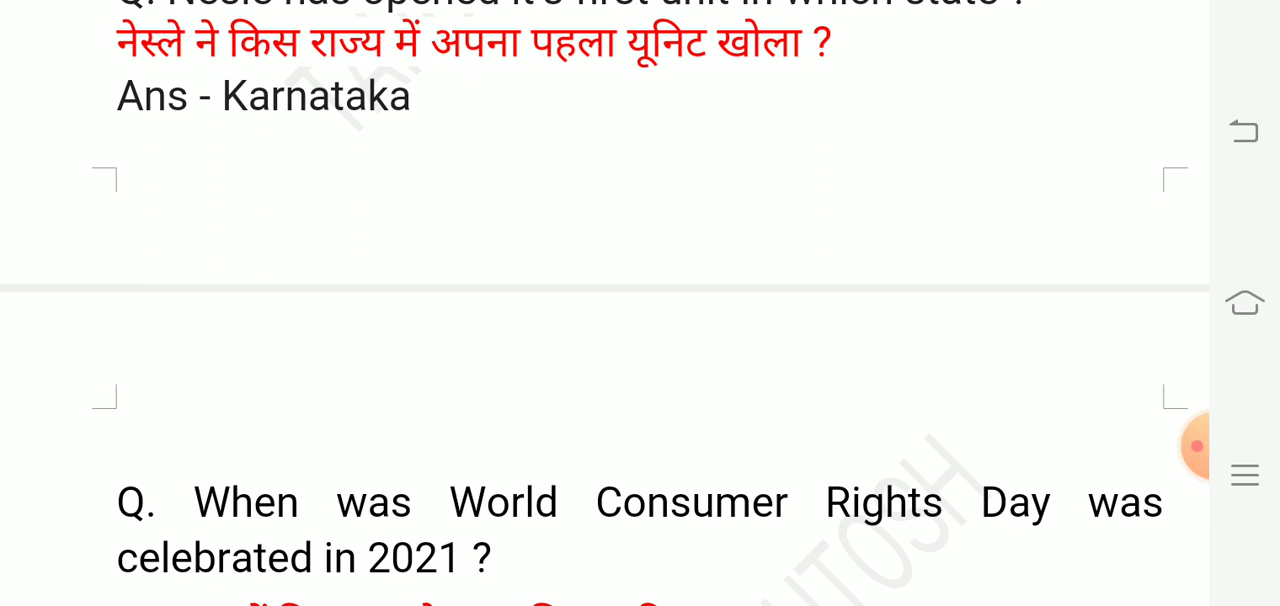 नेस्ले ने किस राज्य में अपना पहला यूनिट खोला ?
Ans - Karnataka
Q. When was World Consumer Rights Day was
celebrated in 2021 ?